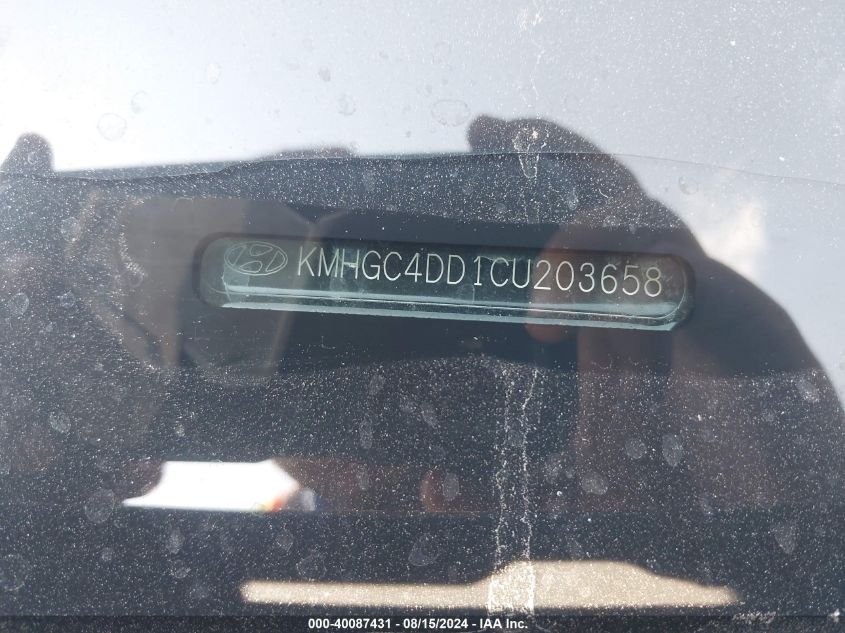 KMHGC4DD1CU203658
000-40087431 - 08/15/2024 - IAA Inc.